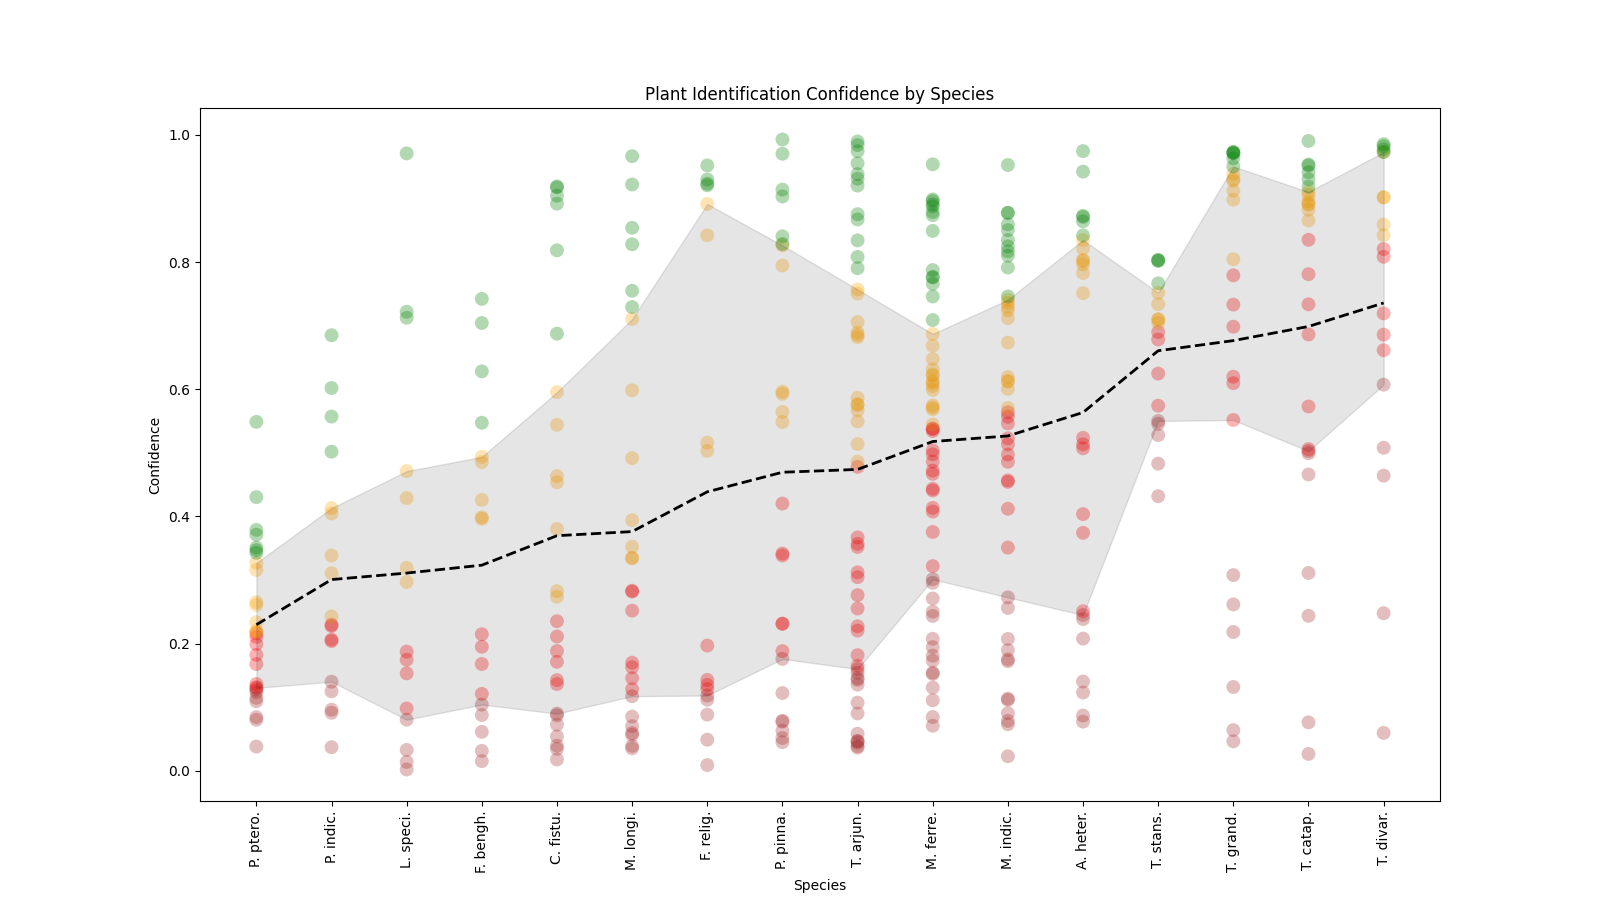 Plant Identification Confidence by Species
Confidence
1.0
0.8
0.6
0.4
0.2
0.0
P. ptero.
P. indic.
L. speci.
F. bengh.
C. fistu.
M. longi.
F. relig.
P. pinna.
T. arjun.
M. ferre.
M. indic.
A. heter.
T. stans.
T. grand.
T. catap.
T. divar.
Species